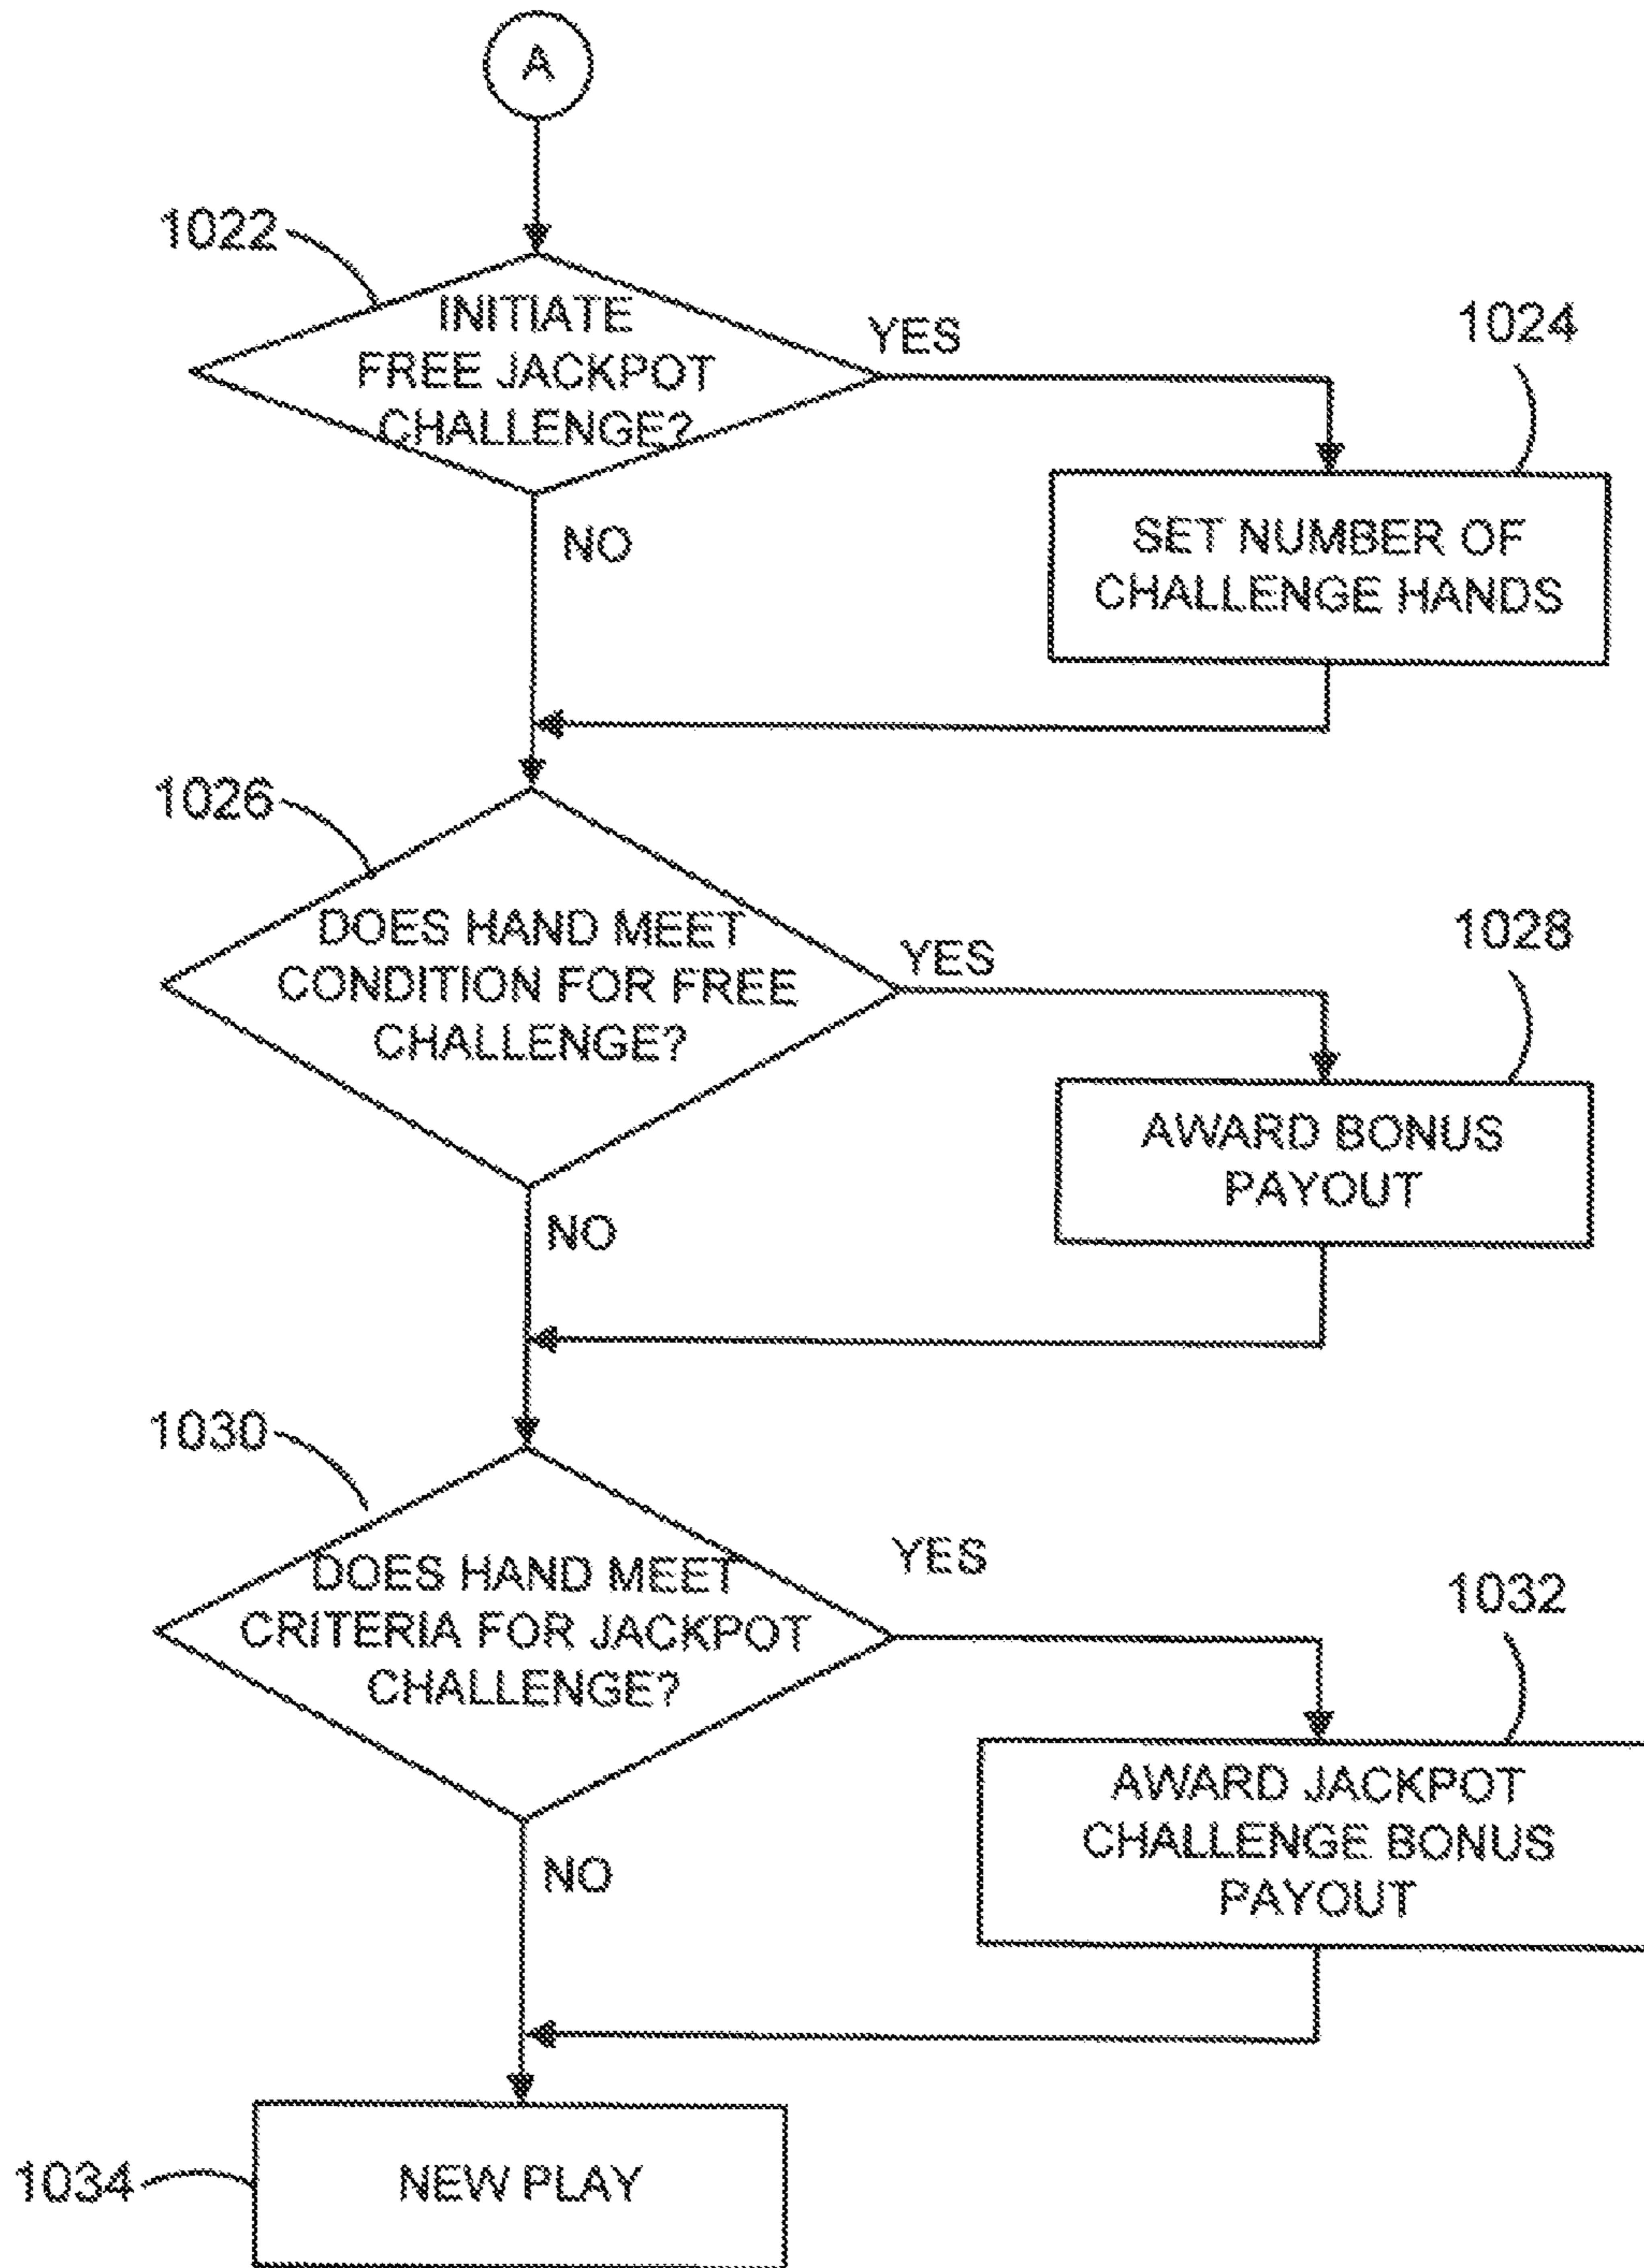 A
1022
INITIATE
FREE JACKPOT
CHALLENGE?
YES
1024
SET NUMBER OF
CHALLENGE HANDS
NO
1026
DOES HAND MEET
CONDITION FOR FREE
CHALLENGE?
YES
1028
AWARD BONUS
PAYOUT
NO
1030
DOES HAND MEET
CRITERIA FOR JACKPOT
CHALLENGE?
YES
1032
AWARD JACKPOT
CHALLENGE BONUS
PAYOUT
NO
1034
NEW PLAY